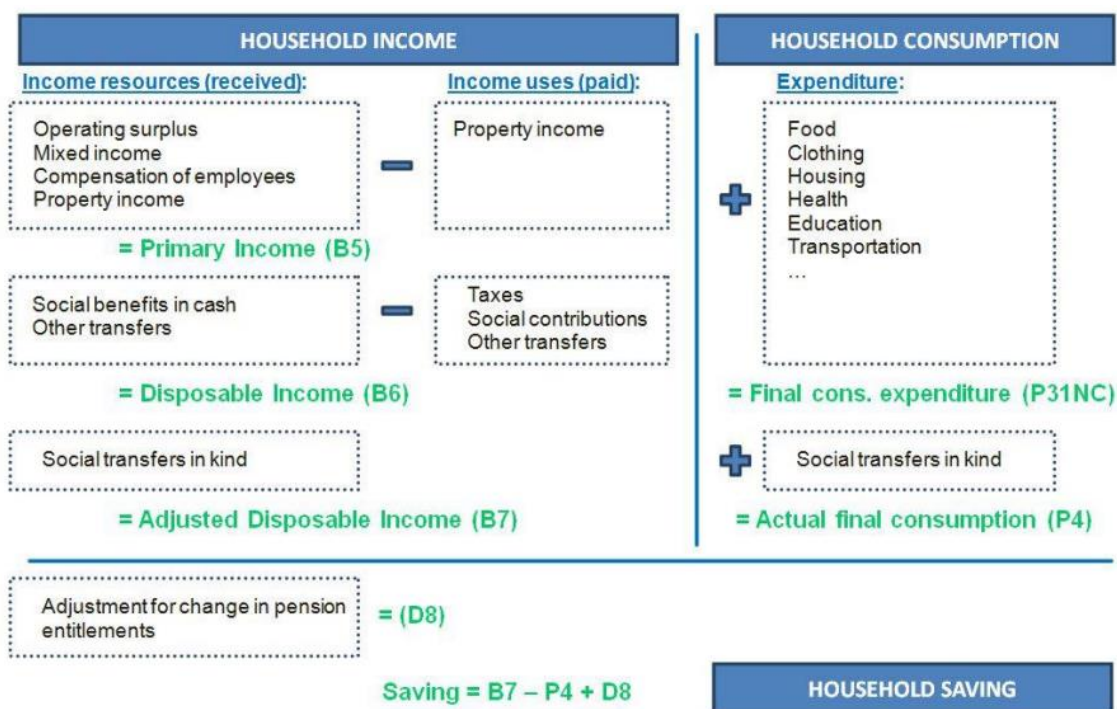 HOUSEHOLD INCOME
Income resources (received):
Income uses (paid):
Operating surplus
Mixed income
Compensation of employees
Property income
Property income
= Primary Income (B5)
Social benefits in cash
Other transfers
Taxes
Social contributions
Other transfers
= Disposable Income (B6)
Social transfers in kind
= Adjusted Disposable Income (B7)
HOUSEHOLD CONSUMPTION
Expenditure:
Food
Clothing
Housing
Health
Education
Transportation
...
= Final cons. expenditure (P31NC)
Social transfers in kind
= Actual final consumption (P4)
Adjustment for change in pension
entitlements
= (D8)
Saving = B7 – P4 + D8
HOUSEHOLD SAVING